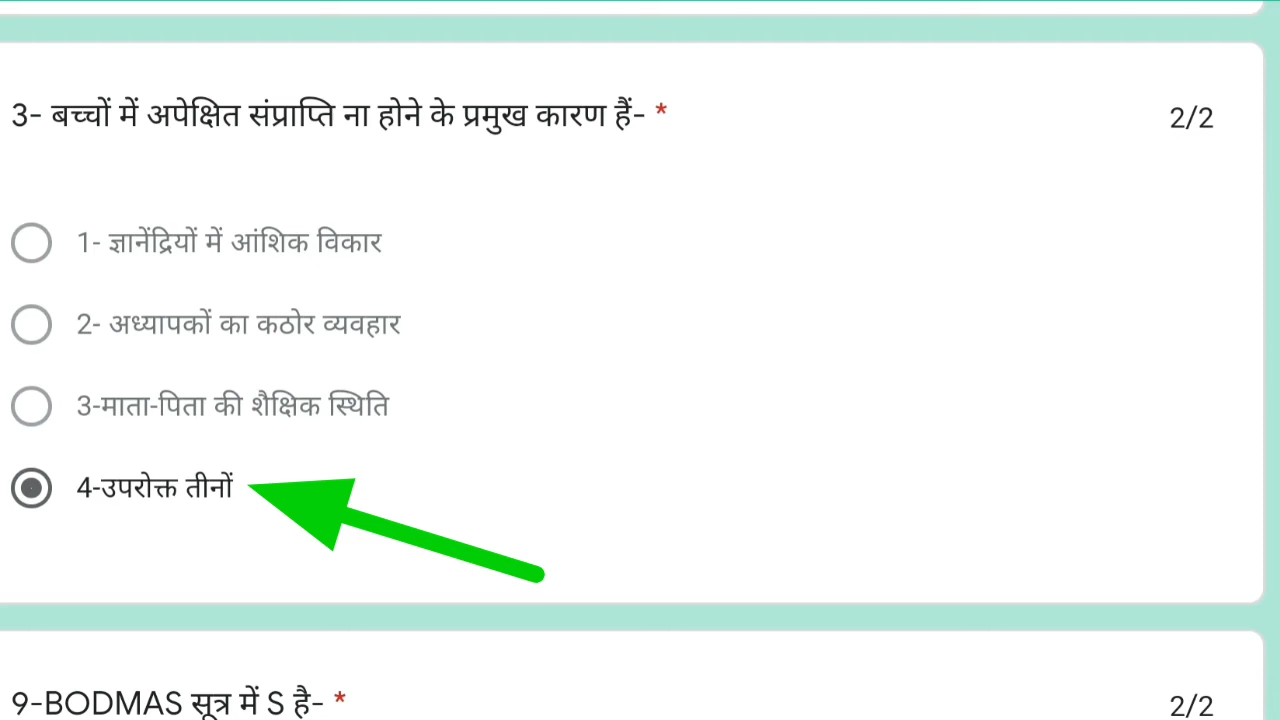 3- बच्चों में अपेक्षित संप्राप्ति ना होने के प्रमुख कारण हैं- *
2/2
1- ज्ञानेंद्रियों में आंशिक विकार
2- अध्यापकों का कठोर व्यवहार
3-माता-पिता की शैक्षिक स्थिति
4-उपरोक्त तीनों
9-BODMAS सूत्र में S है- *
2/2